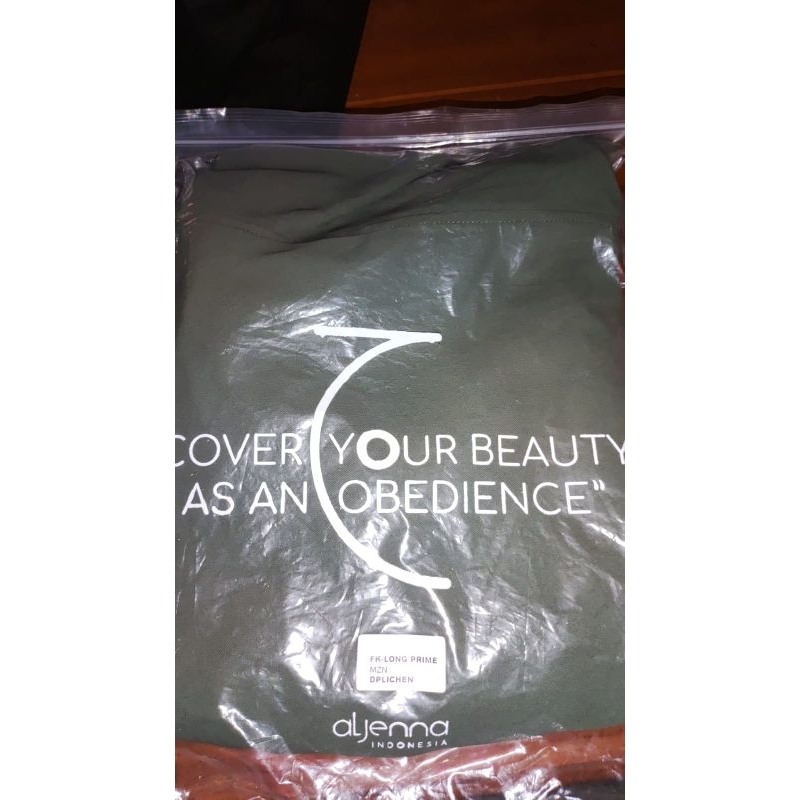 COVER YOUR BEAUTY
AS AN OBEDIENCE”
FK-LONG PRIME
MZN
DPLICHEN
aljenna
INDONESIA